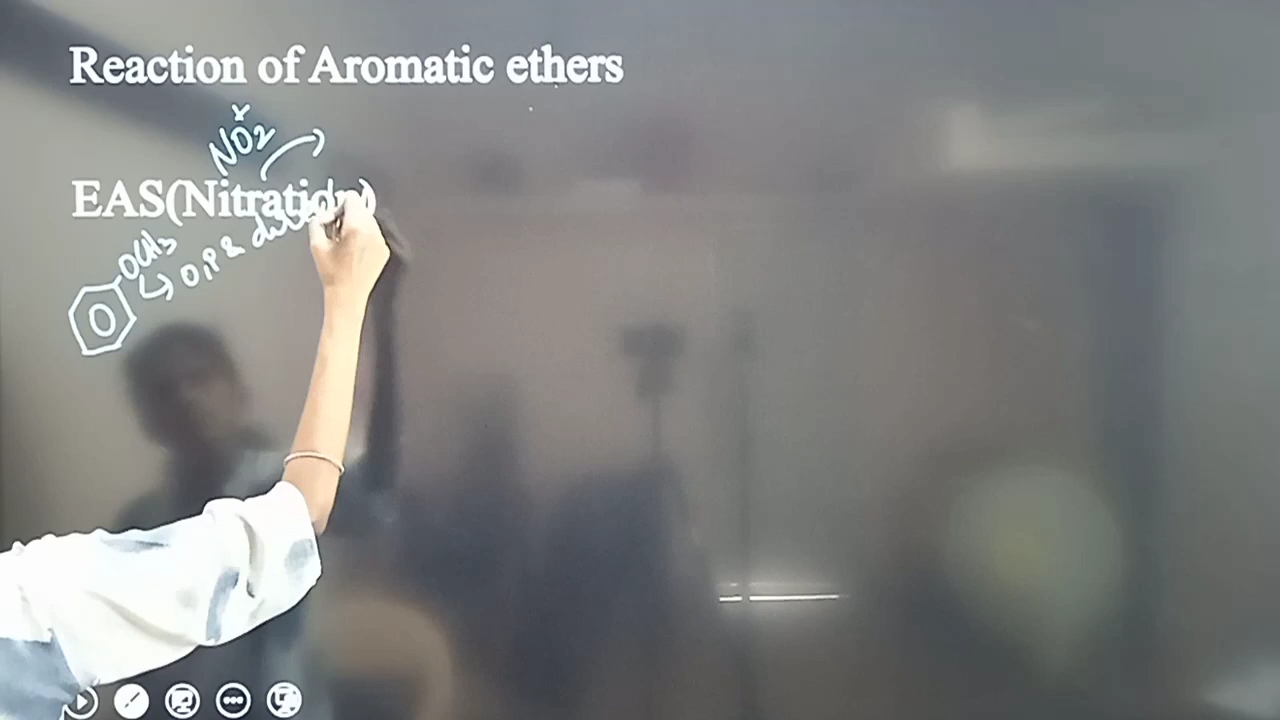 Reaction of Aromatic ethers
NO2
EAS(Nitration)
OCH3
↳ O,P &